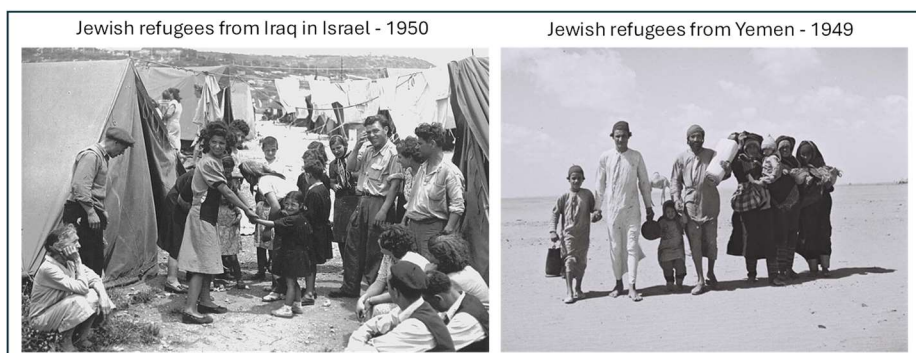 Jewish refugees from Iraq in Israel - 1950
Jewish refugees from Yemen - 1949